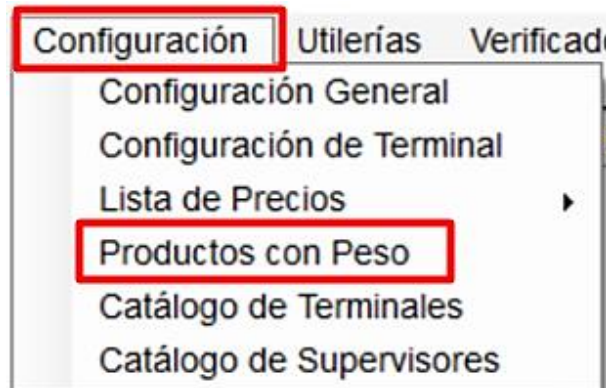 Configuración Utilerías
Configuración General
Configuración de Terminal
Lista de Precios
Productos con Peso
Catálogo de Terminales
Catálogo de Supervisores